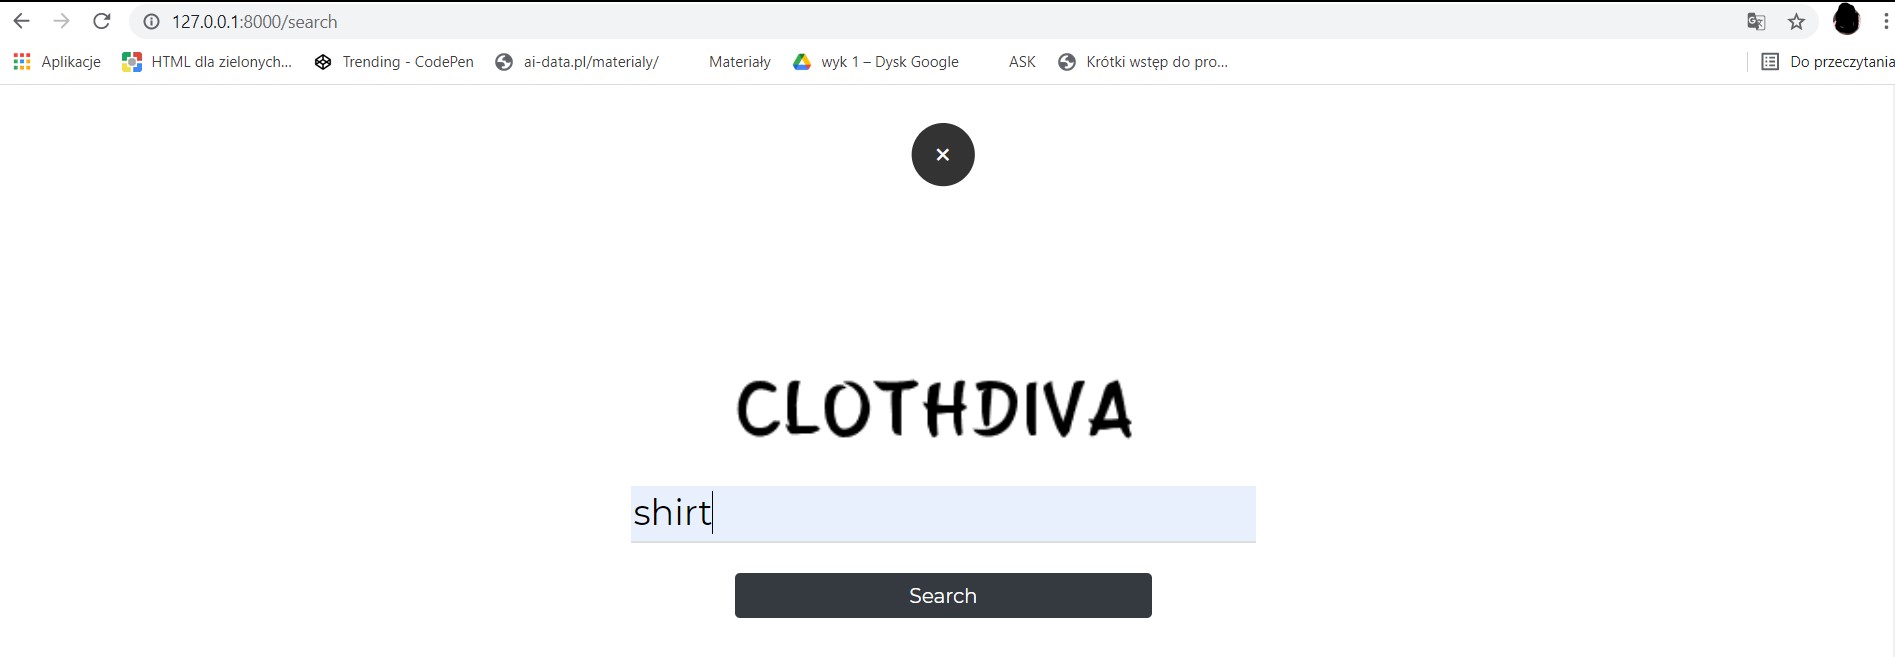 127.0.0.1:8000/search
Aplikacje HTML dla zielonych... Trending - CodePen ai-data.pl/materialy/ Materiały wyk 1 – Dysk Google ASK Krótki wstęp do pro... Do przeczytania
×
CLOTHDIVA
shirt
Search